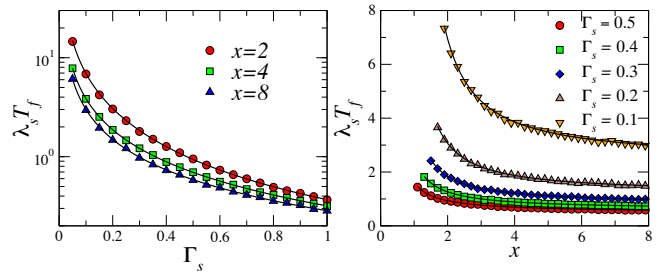 λ_s T_f
10^1
10^0
x=2
x=4
x=8
0
0.2
0.4
0.6
0.8
1
Γ_s
λ_s T_f
8
6
4
2
0
Γ_s = 0.5
Γ_s = 0.4
Γ_s = 0.3
Γ_s = 0.2
Γ_s = 0.1
2
4
6
8
x